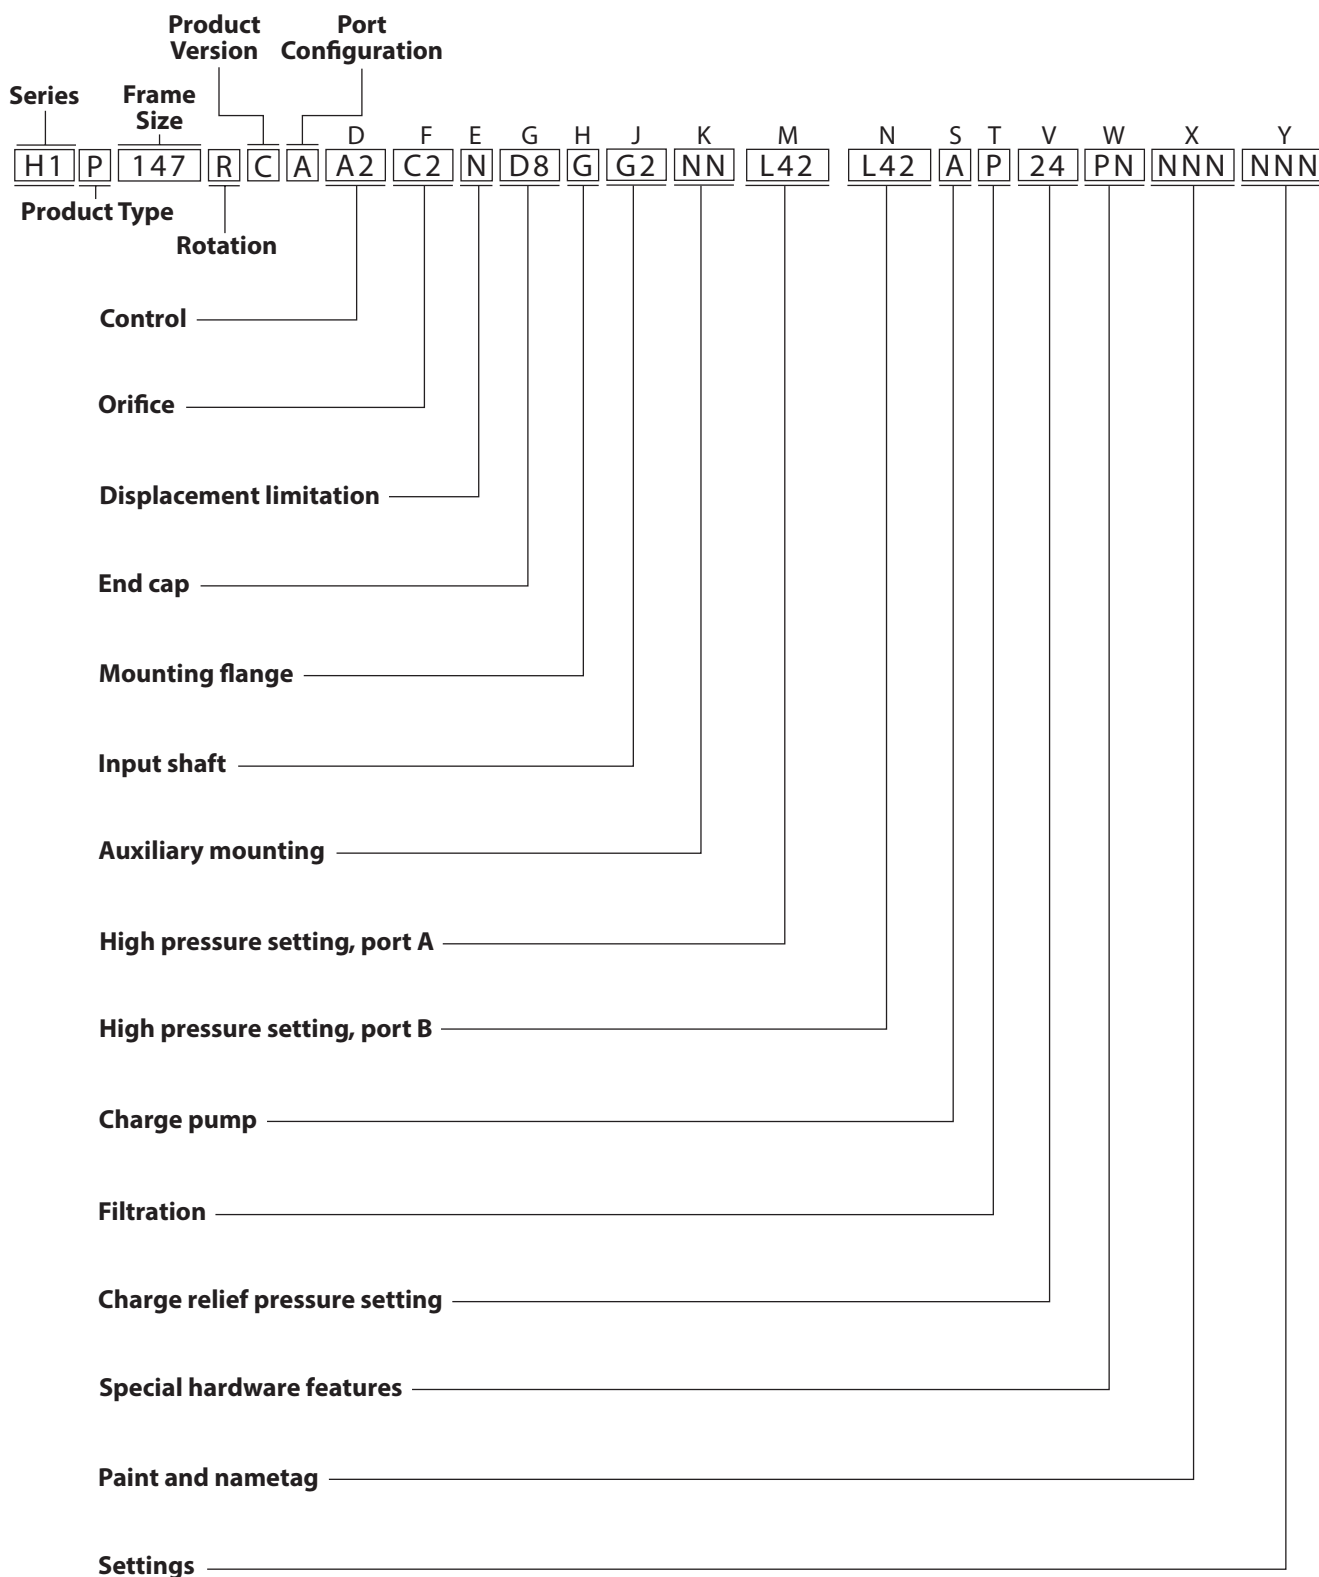 Product Port
Version Configuration
Series Frame
Size
D F E G H J K M N S T V W X Y
H1 P 147 R C A A2 C2 N D8 G G2 NN L42 L42 A P 24 PN NNN NNN
Product Type
Rotation
Control
Orifice
Displacement limitation
End cap
Mounting flange
Input shaft
Auxiliary mounting
High pressure setting, port A
High pressure setting, port B
Charge pump
Filtration
Charge relief pressure setting
Special hardware features
Paint and nametag
Settings